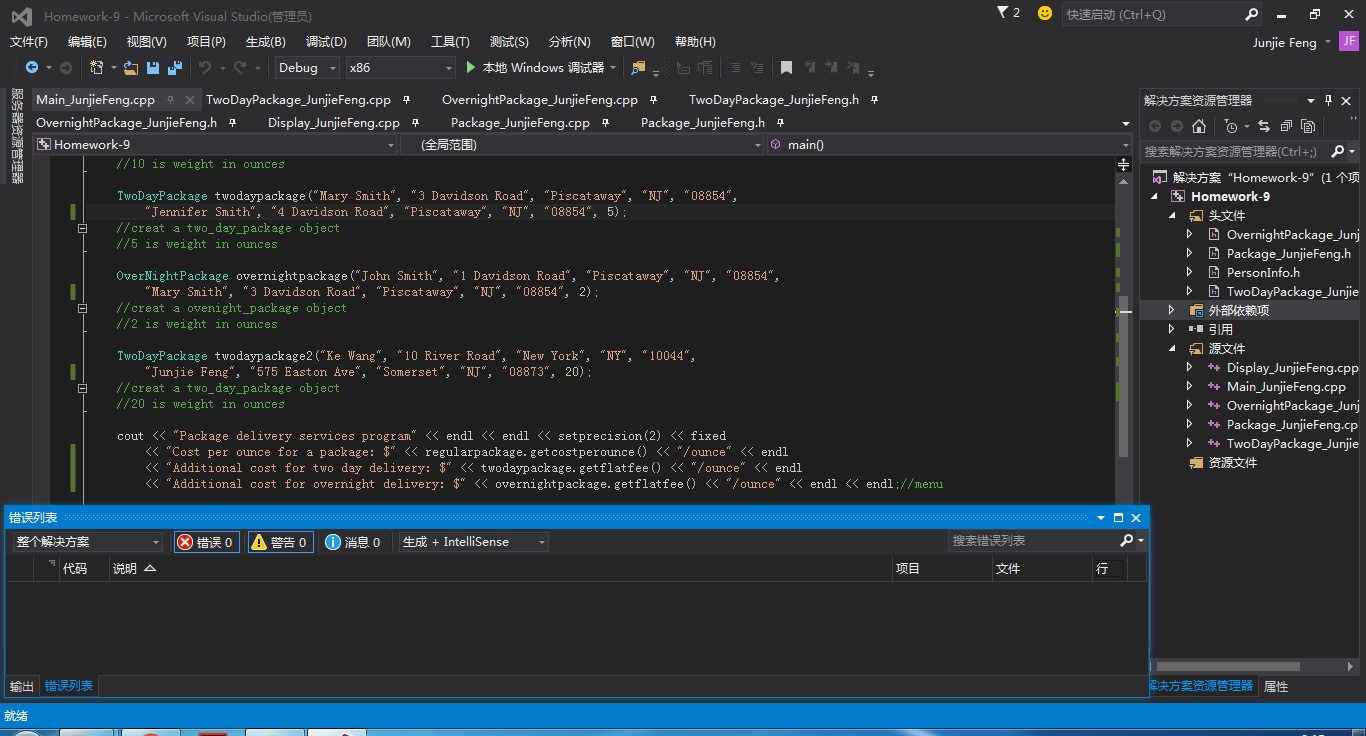 Homework-9 - Microsoft Visual Studio(管理员)
2
快速启动 (Ctrl+Q)
文件(F) 编辑(E) 视图(V) 项目(P) 生成(B) 调试(D) 团队(M) 工具(T) 测试(S) 分析(N) 窗口(W) 帮助(H)
Junjie Feng JF
Debug x86 本地 Windows 调试器
服务器资源管理器
Main_JunjieFeng.cpp TwoDayPackage_JunjieFeng.cpp OvernightPackage_JunjieFeng.cpp TwoDayPackage_JunjieFeng.h
OvernightPackage_JunjieFeng.h Display_JunjieFeng.cpp Package_JunjieFeng.cpp Package_JunjieFeng.h
Homework-9 (全局范围) main()
//10 is weight in ounces
TwoDayPackage twodaypackage("Mary Smith", "3 Davidson Road", "Piscataway", "NJ", "08854",
"Jennifer Smith", "4 Davidson Road", "Piscataway", "NJ", "08854", 5);
//creat a two_day_package object
//5 is weight in ounces
OverNightPackage overnightpackage("John Smith", "1 Davidson Road", "Piscataway", "NJ", "08854",
"Mary Smith", "3 Davidson Road", "Piscataway", "NJ", "08854", 2);
//creat a ovenight_package object
//2 is weight in ounces
TwoDayPackage twodaypackage2("Ke Wang", "10 River Road", "New York", "NY", "10044",
"Junjie Feng", "575 Easton Ave", "Somerset", "NJ", "08873", 20);
//creat a two_day_package object
//20 is weight in ounces
cout << "Package delivery services program" << endl << endl << setprecision(2) << fixed
<< "Cost per ounce for a package: $" << regularpackage.getcostperounce() << "/ounce" << endl
<< "Additional cost for two day delivery: $" << twodaypackage.getflatfee() << "/ounce" << endl
<< "Additional cost for overnight delivery: $" << overnightpackage.getflatfee() << "/ounce" << endl << endl;//menu
解决方案资源管理器
搜索解决方案资源管理器(Ctrl+;)
解决方案 "Homework-9" (1 个项
Homework-9
头文件
OvernightPackage_Junj
Package_JunjieFeng.h
PersonInfo.h
TwoDayPackage_Junjie
外部依赖项
引用
源文件
Display_JunjieFeng.cpp
Main_JunjieFeng.cpp
OvernightPackage_Junj
Package_JunjieFeng.cp
TwoDayPackage_Junjie
资源文件
解决方案资源管理器 属性
错误列表
整个解决方案 错误 0 警告 0 消息 0 生成 + IntelliSense 搜索错误列表
代码 说明 项目 文件 行
输出 错误列表
就绪